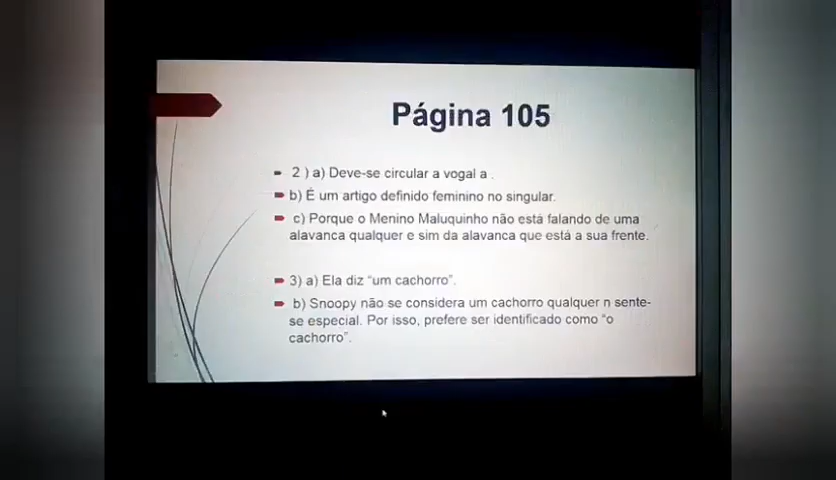 Página 105
2 ) a) Deve-se circular a vogal a .
b) É um artigo definido feminino no singular.
c) Porque o Menino Maluquinho não está falando de uma
alavanca qualquer e sim da alavanca que está a sua frente.
3) a) Ela diz “um cachorro”.
b) Snoopy não se considera um cachorro qualquer n sente-
se especial. Por isso, prefere ser identificado como “o
cachorro”.